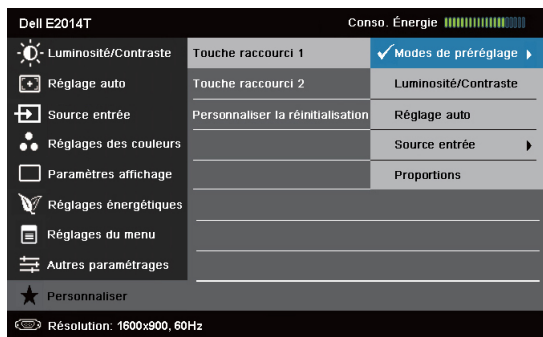 Dell E2014T Conso. Énergie
Luminosité/Contraste Touche raccourci 1 Modes de préréglage
Réglage auto Touche raccourci 2 Luminosité/Contraste
Source entrée Personnaliser la réinitialisation Réglage auto
Réglages des couleurs Source entrée
Paramètres affichage Proportions
Réglages énergétiques
Réglages du menu
Autres paramétrages
Personnaliser
Résolution: 1600x900, 60Hz